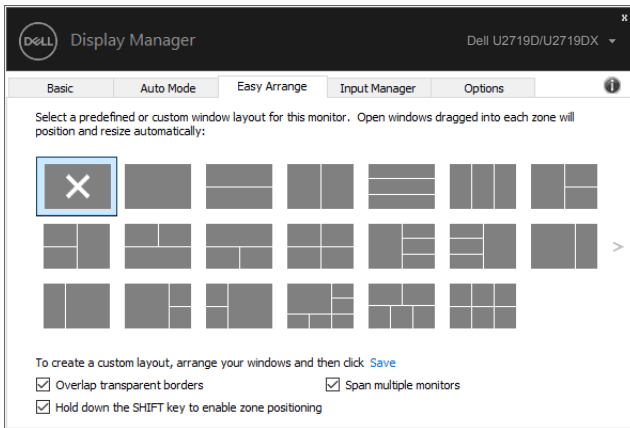 x
DELL Display Manager Dell U2719D/U2719DX
Basic Auto Mode Easy Arrange Input Manager Options i
Select a predefined or custom window layout for this monitor. Open windows dragged into each zone will
position and resize automatically:
To create a custom layout, arrange your windows and then click Save
Overlap transparent borders Span multiple monitors
Hold down the SHIFT key to enable zone positioning